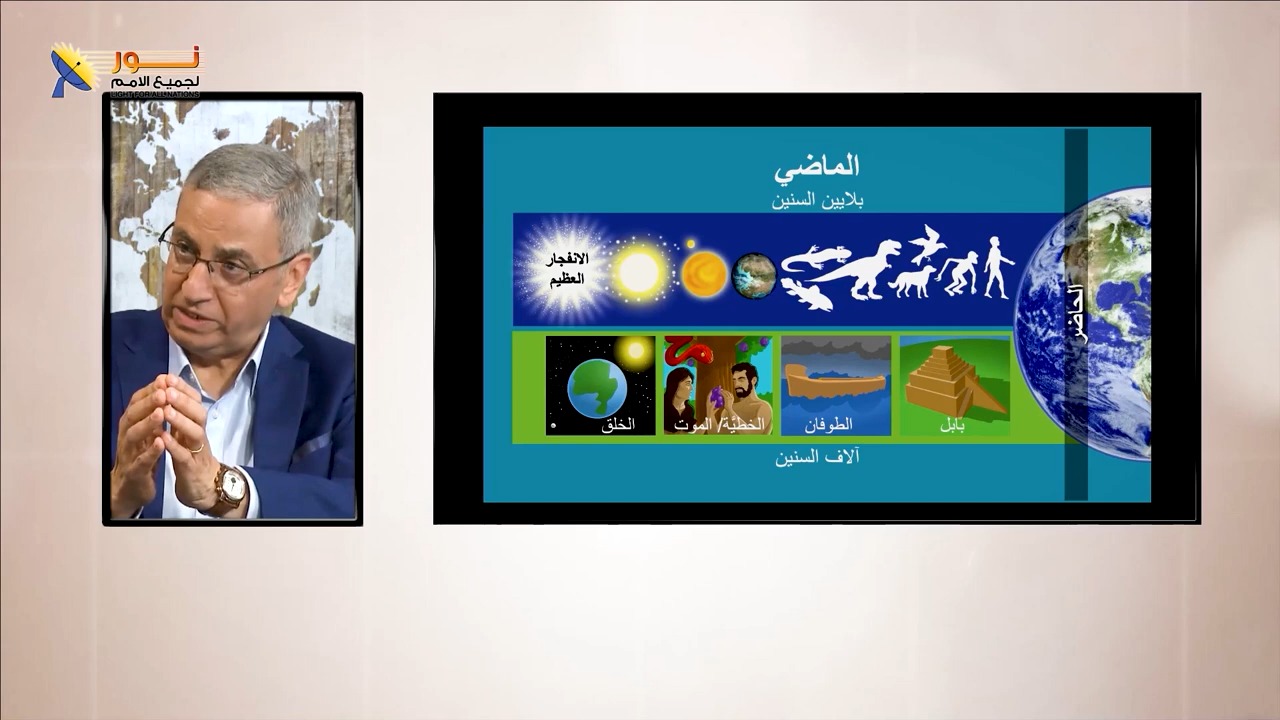 نور
لجميع الامم
LIGHT FOR ALL NATIONS
الماضي
بلايين السنين
الانفجار
العظيم
الحاضر
الخلق
الخطيَّة/ الموت
الطوفان
بابل
آلاف السنين